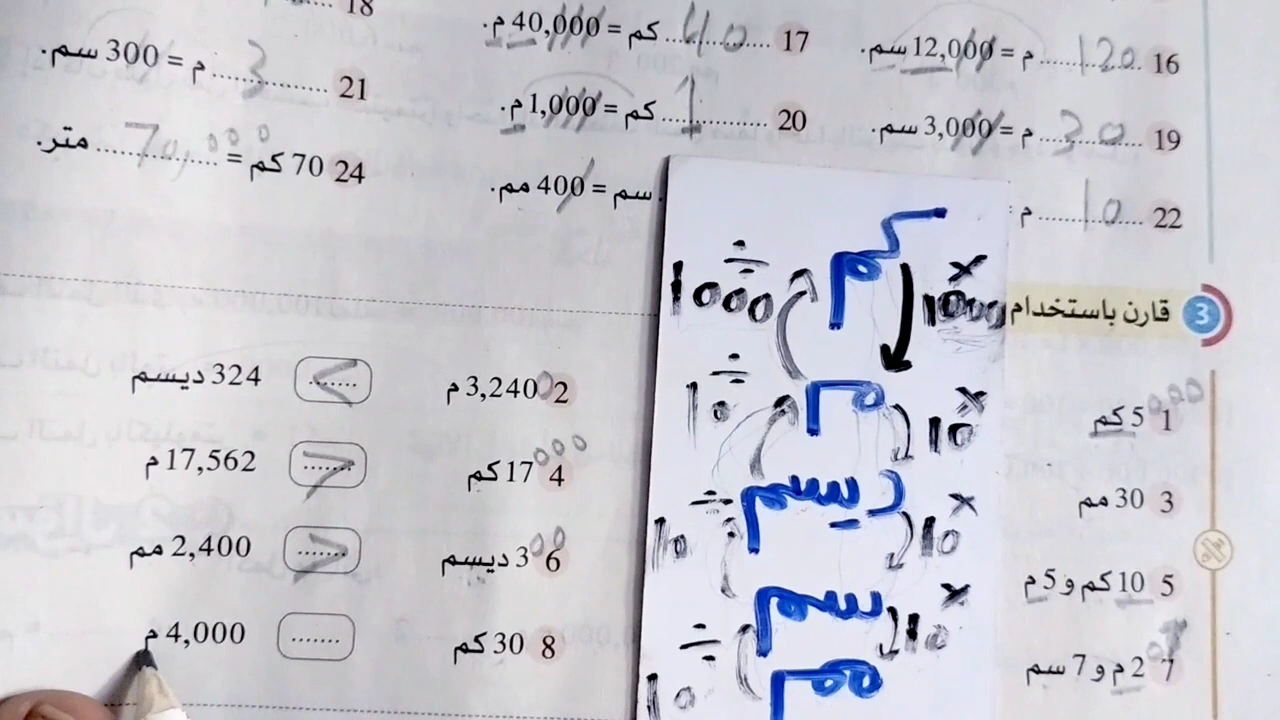 18 ......
16 120 م = 12,000 سم.
17 40 كم = 40,000 م.
19 30 م = 3,000 سم.
20 1 كم = 1,000 م.
21 3 م = 300 سم.
22 10 م
سم = 400 مم.
24 70 كم = 70,000 متر.
3 قارن باستخدام
1 5000 كم
2 3,2400 م > 324 ديسم
3 30 مم
4 17000 كم < 17,562 م
5 10 كم و 5 م
6 300 ديسم 2,400 مم
7 2 م و 7 سم
8 30 كم ....... 4,000 م
كم
÷ 1000 × 1000
م
÷ 10 × 10
ديسم
÷ 10 × 10
سم
÷ 10 × 10
مم